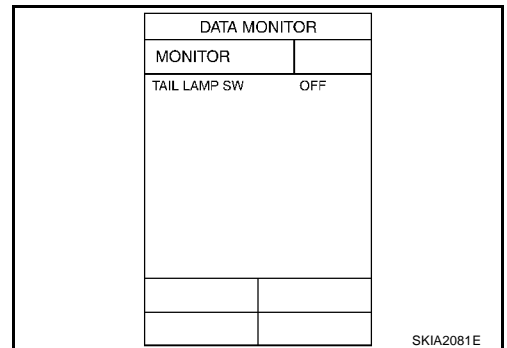 DATA MONITOR
MONITOR
TAIL LAMP SW OFF
SKIA2081E